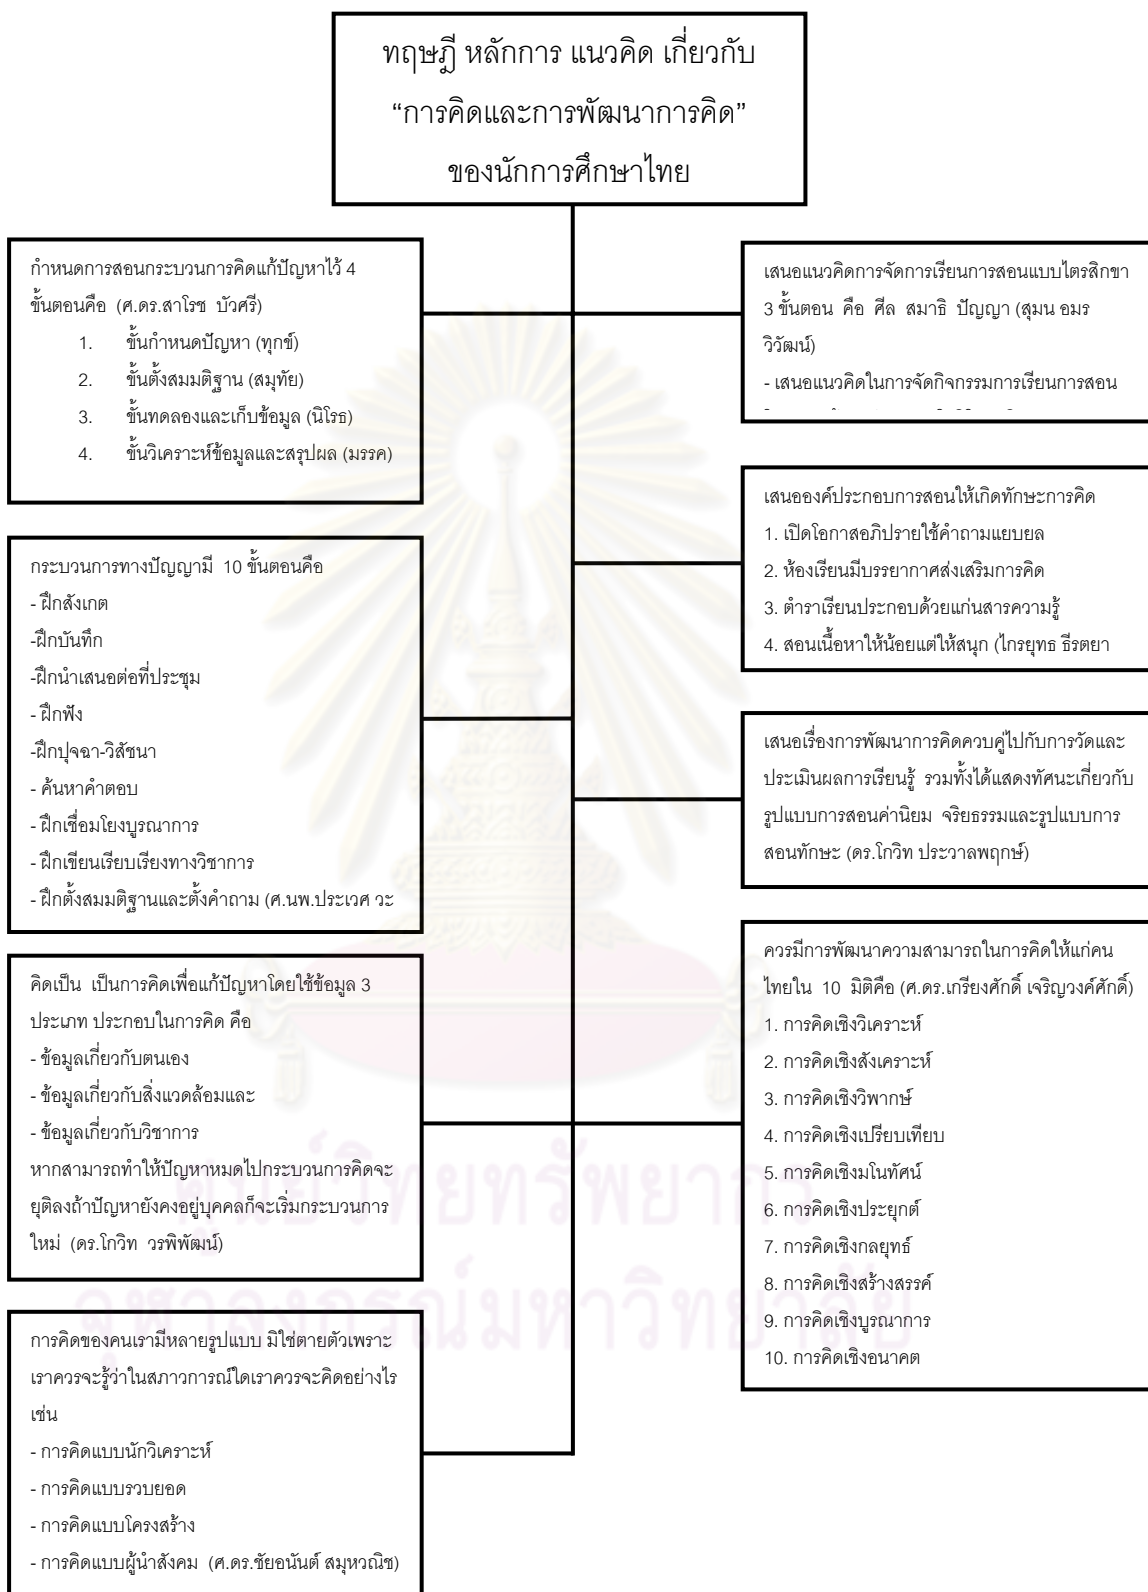 ทฤษฎี หลักการ แนวคิด เกี่ยวกับ
“การคิดและการพัฒนาการคิด”
ของนักการศึกษาไทย
กำหนดการสอนกระบวนการคิดแก้ปัญหาไว้ 4
ขั้นตอนคือ (ศ.ดร.สาโรช บัวศรี)
1. ขั้นกำหนดปัญหา (ทุกข์)
2. ขั้นตั้งสมมติฐาน (สมุทัย)
3. ขั้นทดลองและเก็บข้อมูล (นิโรธ)
4. ขั้นวิเคราะห์ข้อมูลและสรุปผล (มรรค)
กระบวนการทางปัญญามี 10 ขั้นตอนคือ
- ฝึกสังเกต
-ฝึกบันทึก
-ฝึกนำเสนอต่อที่ประชุม
- ฝึกฟัง
-ฝึกปุจฉา-วิสัชนา
- ค้นหาคำตอบ
- ฝึกเชื่อมโยงบูรณาการ
- ฝึกเขียนเรียบเรียงทางวิชาการ
- ฝึกตั้งสมมติฐานและตั้งคำถาม (ศ.นพ.ประเวศ วะ
คิดเป็น เป็นการคิดเพื่อแก้ปัญหาโดยใช้ข้อมูล 3
ประเภท ประกอบในการคิด คือ
- ข้อมูลเกี่ยวกับตนเอง
- ข้อมูลเกี่ยวกับสิ่งแวดล้อมและ
- ข้อมูลเกี่ยวกับวิชาการ
หากสามารถทำให้ปัญหาหมดไปกระบวนการคิดจะ
ยุติลงถ้าปัญหายังคงอยู่บุคคลก็จะเริ่มกระบวนการ
ใหม่ (ดร.โกวิท วรพิพัฒน์)
การคิดของคนเรามีหลายรูปแบบ มิใช่ตายตัวเพราะ
เราควรจะรู้ว่าในสภาวการณ์ใดเราควรจะคิดอย่างไร
เช่น
- การคิดแบบนักวิเคราะห์
- การคิดแบบรวบยอด
- การคิดแบบโครงสร้าง
- การคิดแบบผู้นำสังคม (ศ.ดร.ชัยอนันต์ สมุหวณิช)
เสนอแนวคิดการจัดการเรียนการสอนแบบไตรสิกขา
3 ขั้นตอน คือ ศีล สมาธิ ปัญญา (สุมน อมร
วิวัฒน์)
- เสนอแนวคิดในการจัดกิจกรรมการเรียนการสอน
เสนอองค์ประกอบการสอนให้เกิดทักษะการคิด
1. เปิดโอกาสอภิปรายใช้คำถามแยบยล
2. ห้องเรียนมีบรรยากาศส่งเสริมการคิด
3. ตำราเรียนประกอบด้วยแก่นสารความรู้
4. สอนเนื้อหาให้น้อยแต่ให้สนุก (ไกรยุทธ ธีรตยา
เสนอเรื่องการพัฒนาการคิดควบคู่ไปกับการวัดและ
ประเมินผลการเรียนรู้ รวมทั้งได้แสดงทัศนะเกี่ยวกับ
รูปแบบการสอนค่านิยม จริยธรรมและรูปแบบการ
สอนทักษะ (ดร.โกวิท ประวาลพฤกษ์)
ควรมีการพัฒนาความสามารถในการคิดให้แก่คน
ไทยใน 10 มิติคือ (ศ.ดร.เกรียงศักดิ์ เจริญวงศ์ศักดิ์)
1. การคิดเชิงวิเคราะห์
2. การคิดเชิงสังเคราะห์
3. การคิดเชิงวิพากษ์
4. การคิดเชิงเปรียบเทียบ
5. การคิดเชิงมโนทัศน์
6. การคิดเชิงประยุกต์
7. การคิดเชิงกลยุทธ์
8. การคิดเชิงสร้างสรรค์
9. การคิดเชิงบูรณาการ
10. การคิดเชิงอนาคต
ศูนย์วิทยทรัพยากร
จุฬาลงกรณ์มหาวิทยาลัย